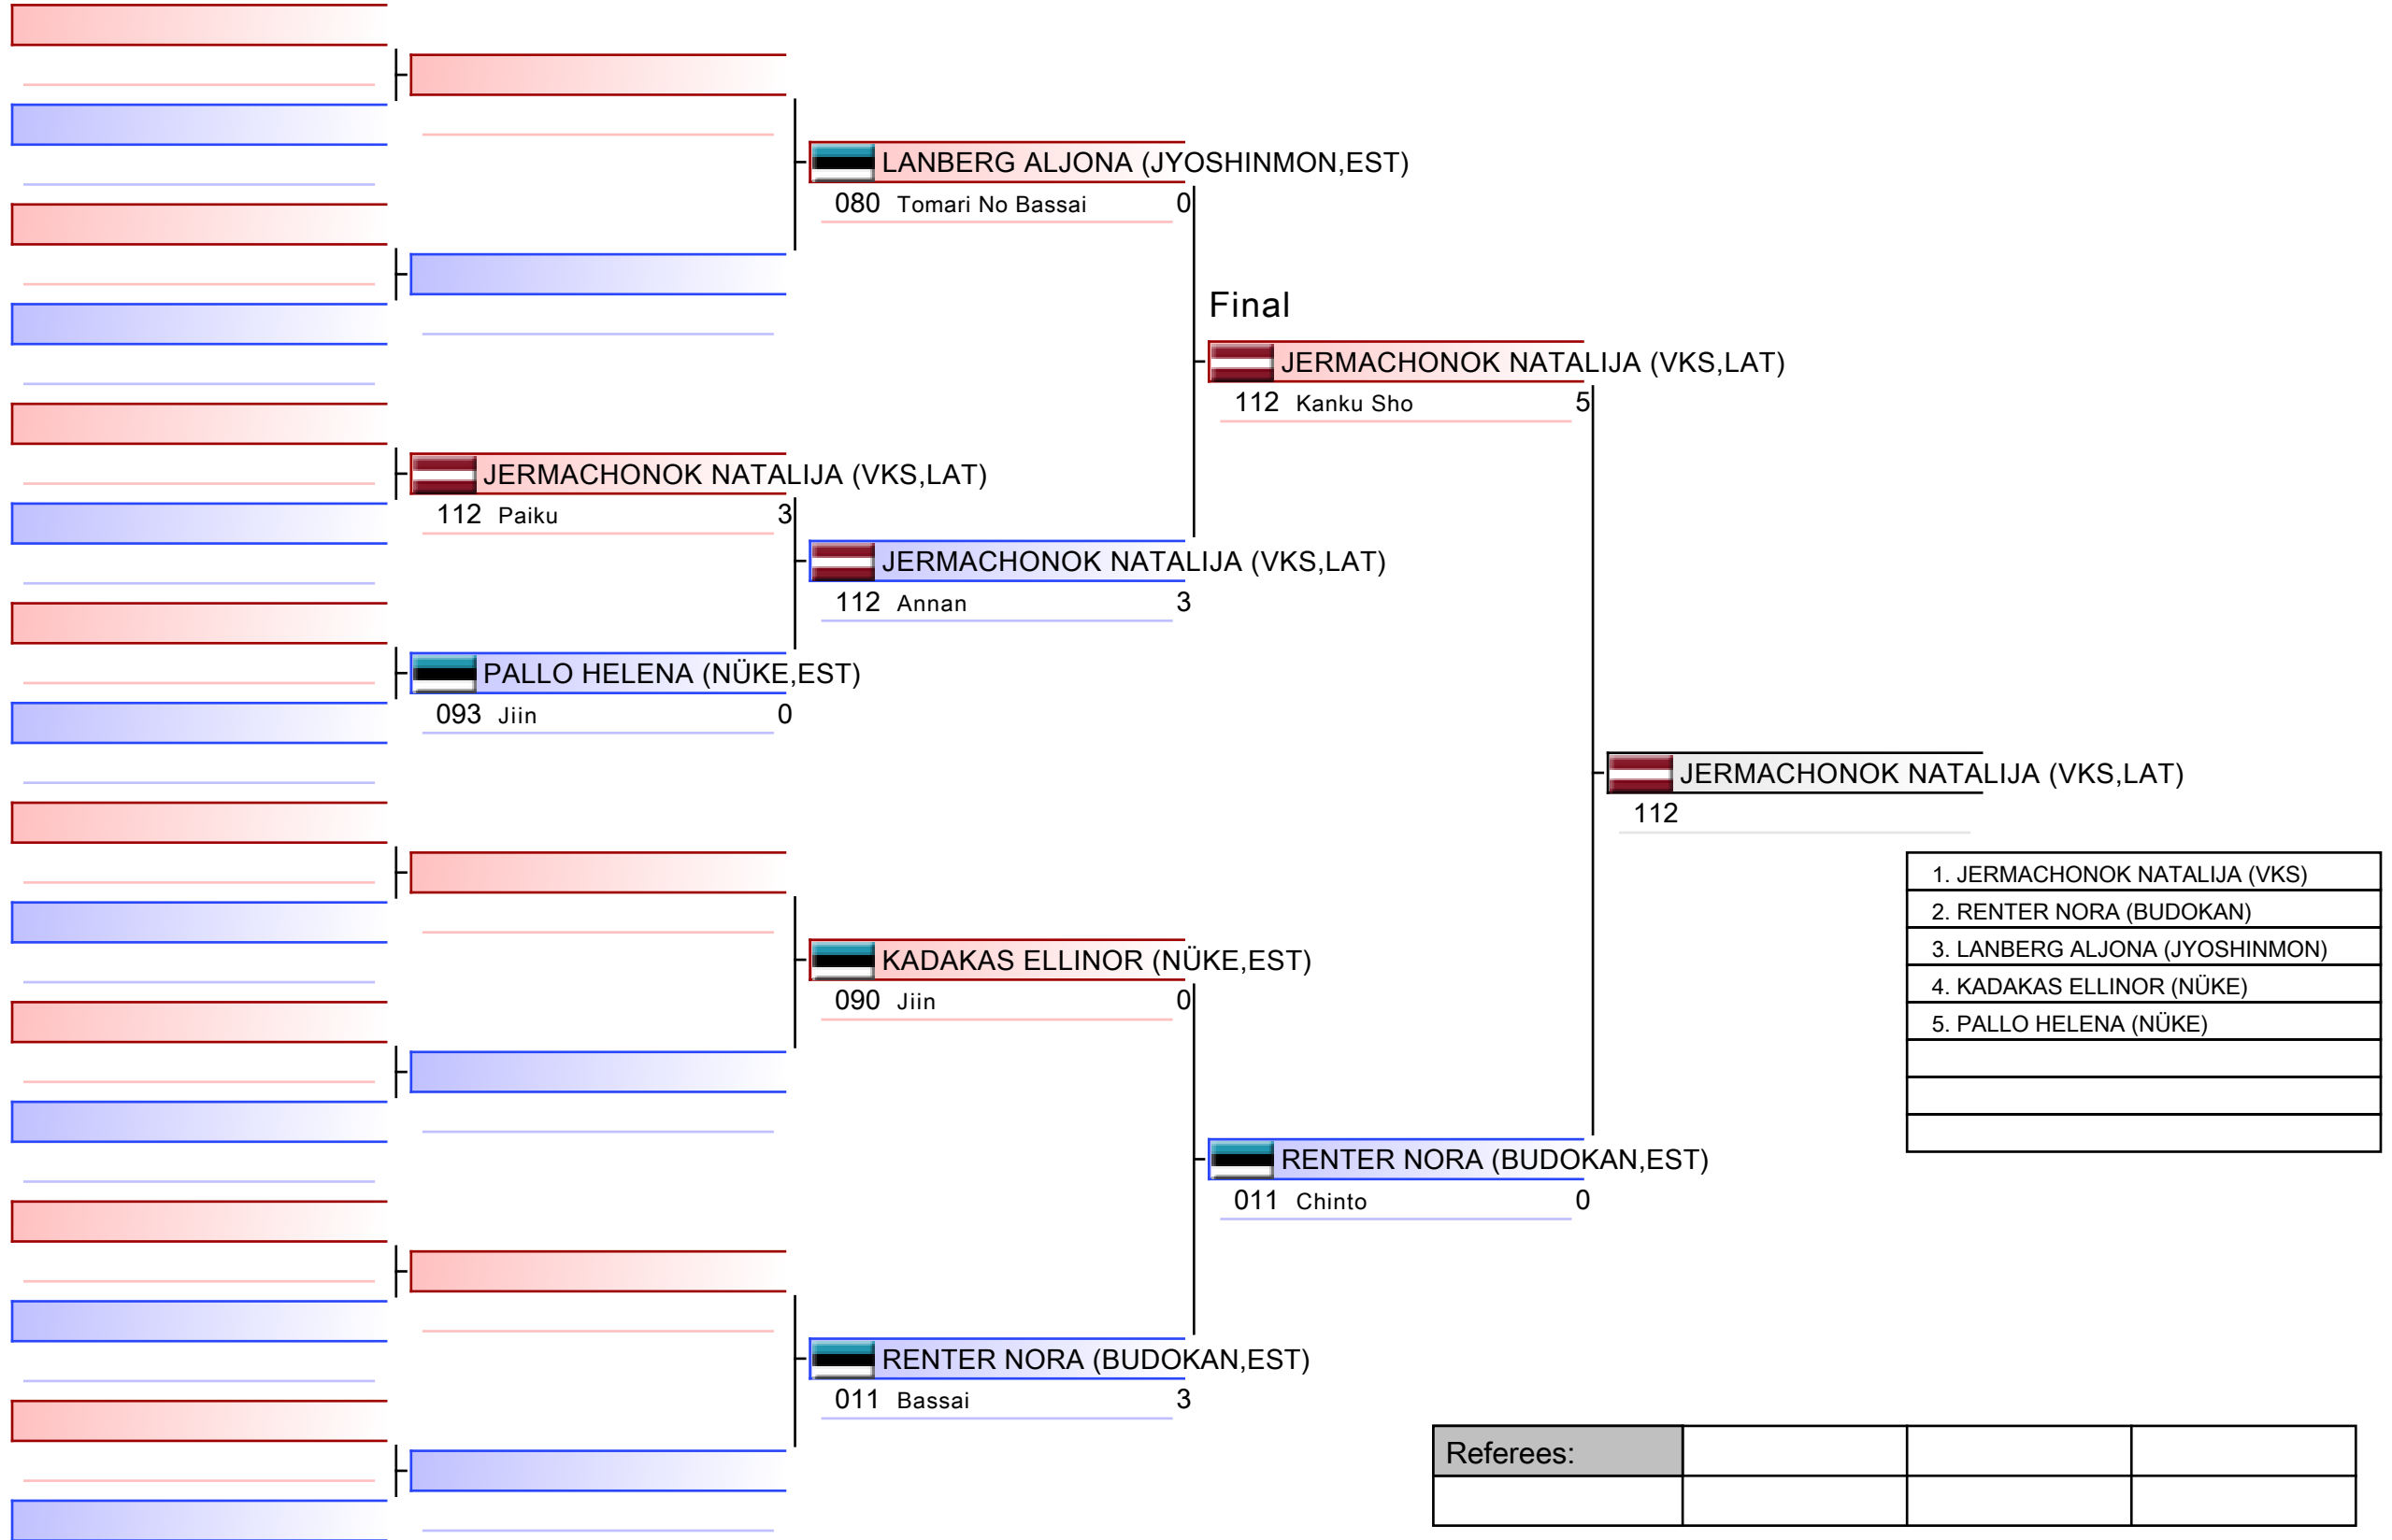 LANBERG ALJONA (JYOSHINMON,EST)
080 Tomari No Bassai 0
Final
JERMACHONOK NATALIJA (VKS,LAT)
112 Kanku Sho 5
JERMACHONOK NATALIJA (VKS,LAT)
112 Paiku 3
JERMACHONOK NATALIJA (VKS,LAT)
112 Annan 3
PALLO HELENA (NÜKE,EST)
093 Jiin 0
JERMACHONOK NATALIJA (VKS,LAT)
112
1. JERMACHONOK NATALIJA (VKS)
2. RENTER NORA (BUDOKAN)
3. LANBERG ALJONA (JYOSHINMON)
4. KADAKAS ELLINOR (NÜKE)
5. PALLO HELENA (NÜKE)
KADAKAS ELLINOR (NÜKE,EST)
090 Jiin 0
RENTER NORA (BUDOKAN,EST)
011 Chinto 0
RENTER NORA (BUDOKAN,EST)
011 Bassai 3
Referees: